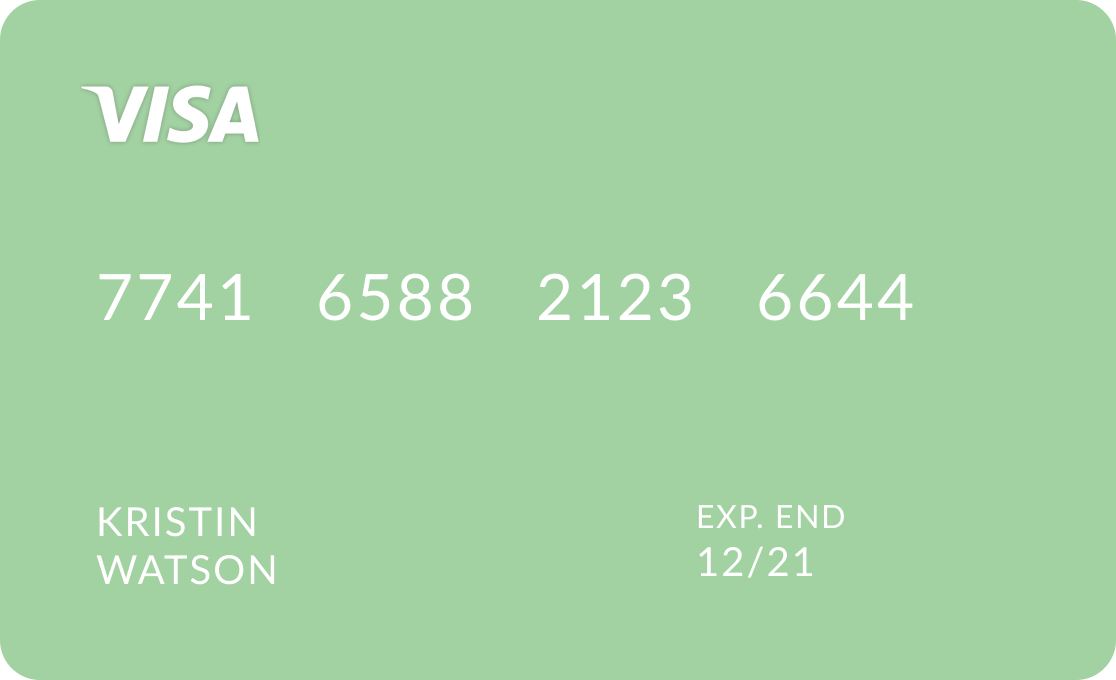 VISA
7741 6588 2123 6644
KRISTIN
WATSON
EXP. END
12/21